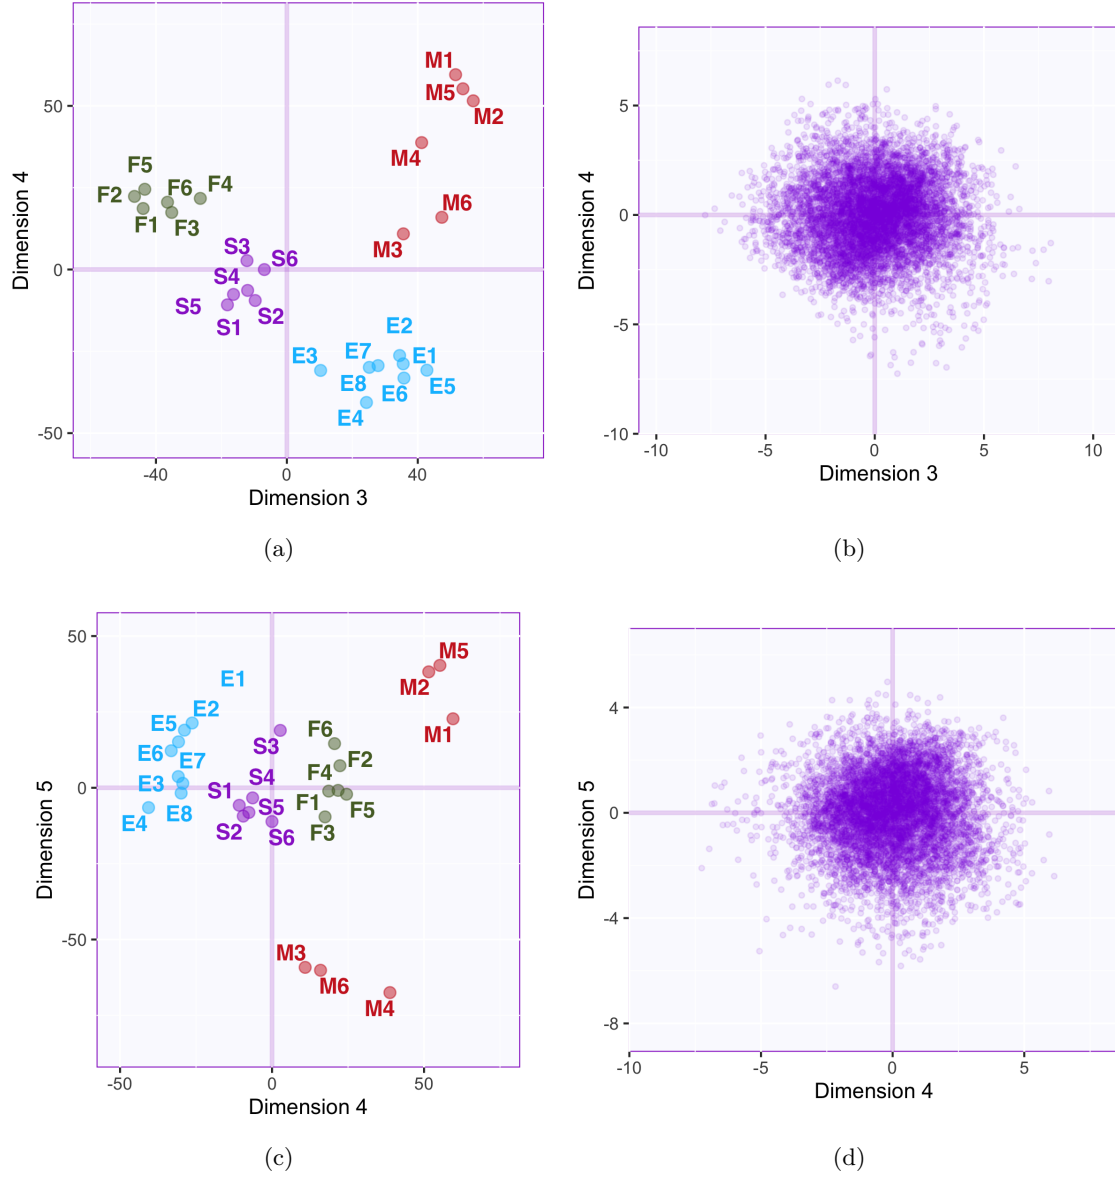 M1
M5
M2
50
M4
F5
F2
F6
F4
M6
F1
F3
M3
S3
S6
0
S4
S5
S2
S1
E2
E3
E7
E1
E8
E6
E5
E4
-50
-40
0
40
Dimension 3
Dimension 4
(a)
5
0
-5
-10
-10
-5
0
5
10
Dimension 3
Dimension 4
(b)
50
M5
E1
M2
E2
E5
F6
M1
S3
E6
F2
E7
F4
S4
E3
0
S1
F1
S5
F5
E8
E4
S2
S6
F3
-50
M3
M6
M4
-50
0
50
Dimension 4
Dimension 5
(c)
4
0
-4
-8
-10
-5
0
5
Dimension 4
Dimension 5
(d)